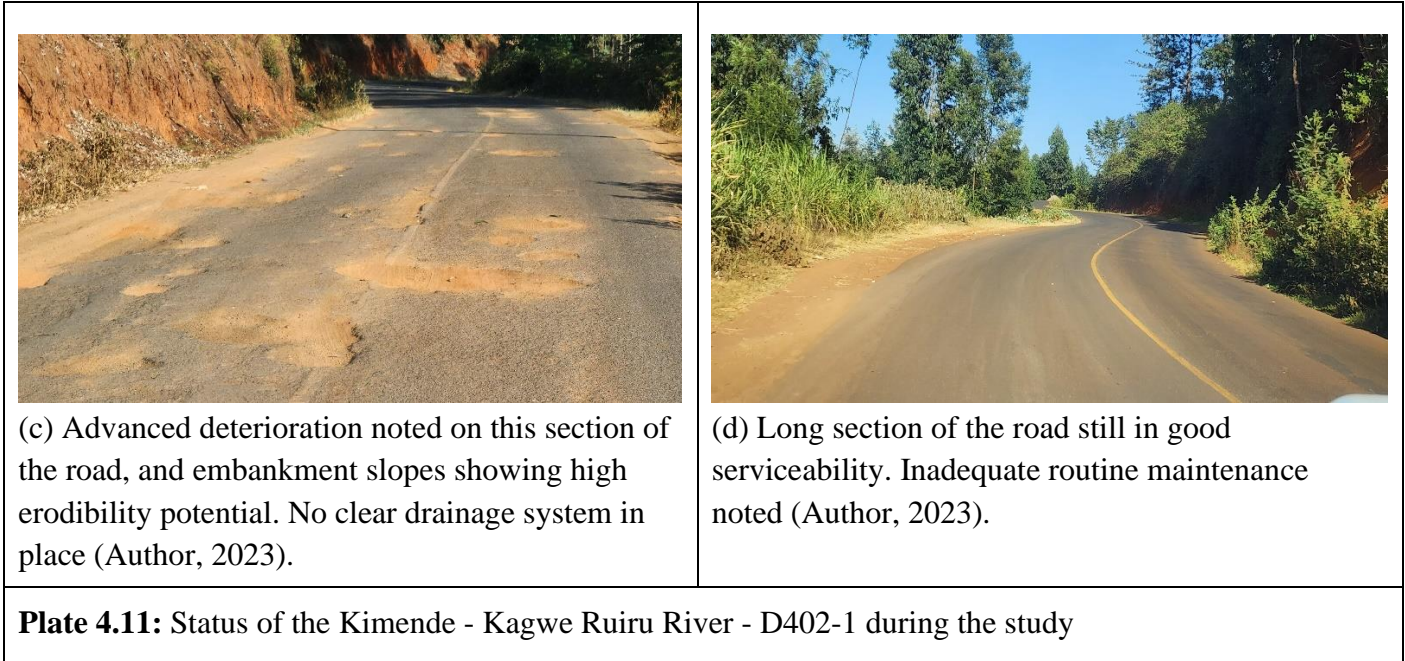 (c) Advanced deterioration noted on this section of
the road, and embankment slopes showing high
erodibility potential. No clear drainage system in
place (Author, 2023).
(d) Long section of the road still in good
serviceability. Inadequate routine maintenance
noted (Author, 2023).
Plate 4.11: Status of the Kimende - Kagwe Ruiru River - D402-1 during the study